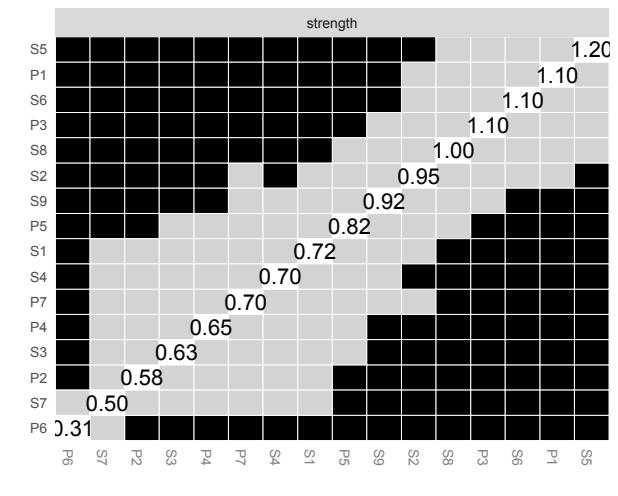 strength
S5 1.20
P1 1.10
S6 1.10
P3 1.10
S8 1.00
S2 0.95
S9 0.92
P5 0.82
S1 0.72
S4 0.70
P7 0.70
P4 0.65
S3 0.63
P2 0.58
S7 0.50
P6 0.31
P6 S7 P2 S3 P4 P7 S4 S1 P5 S9 S2 S8 P3 S6 P1 S5